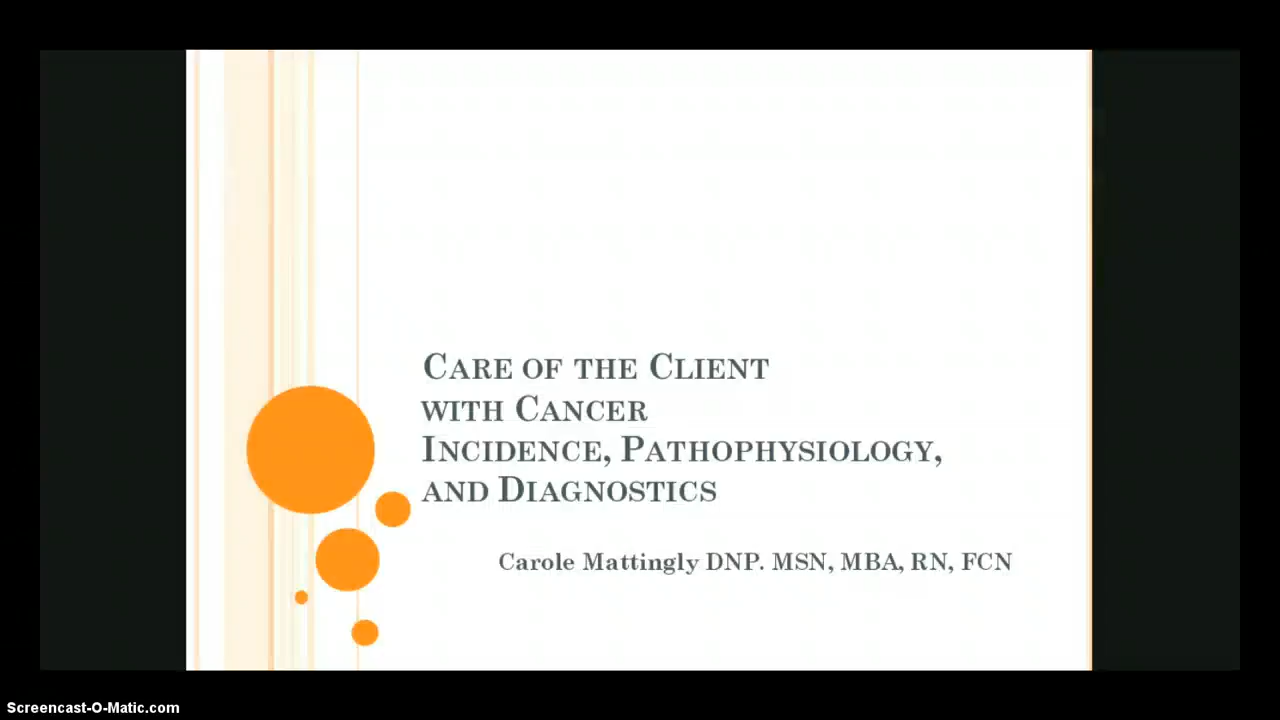 Care of the Client
with Cancer
Incidence, Pathophysiology,
and Diagnostics
Carole Mattingly DNP. MSN, MBA, RN, FCN
Screencast-O-Matic.com